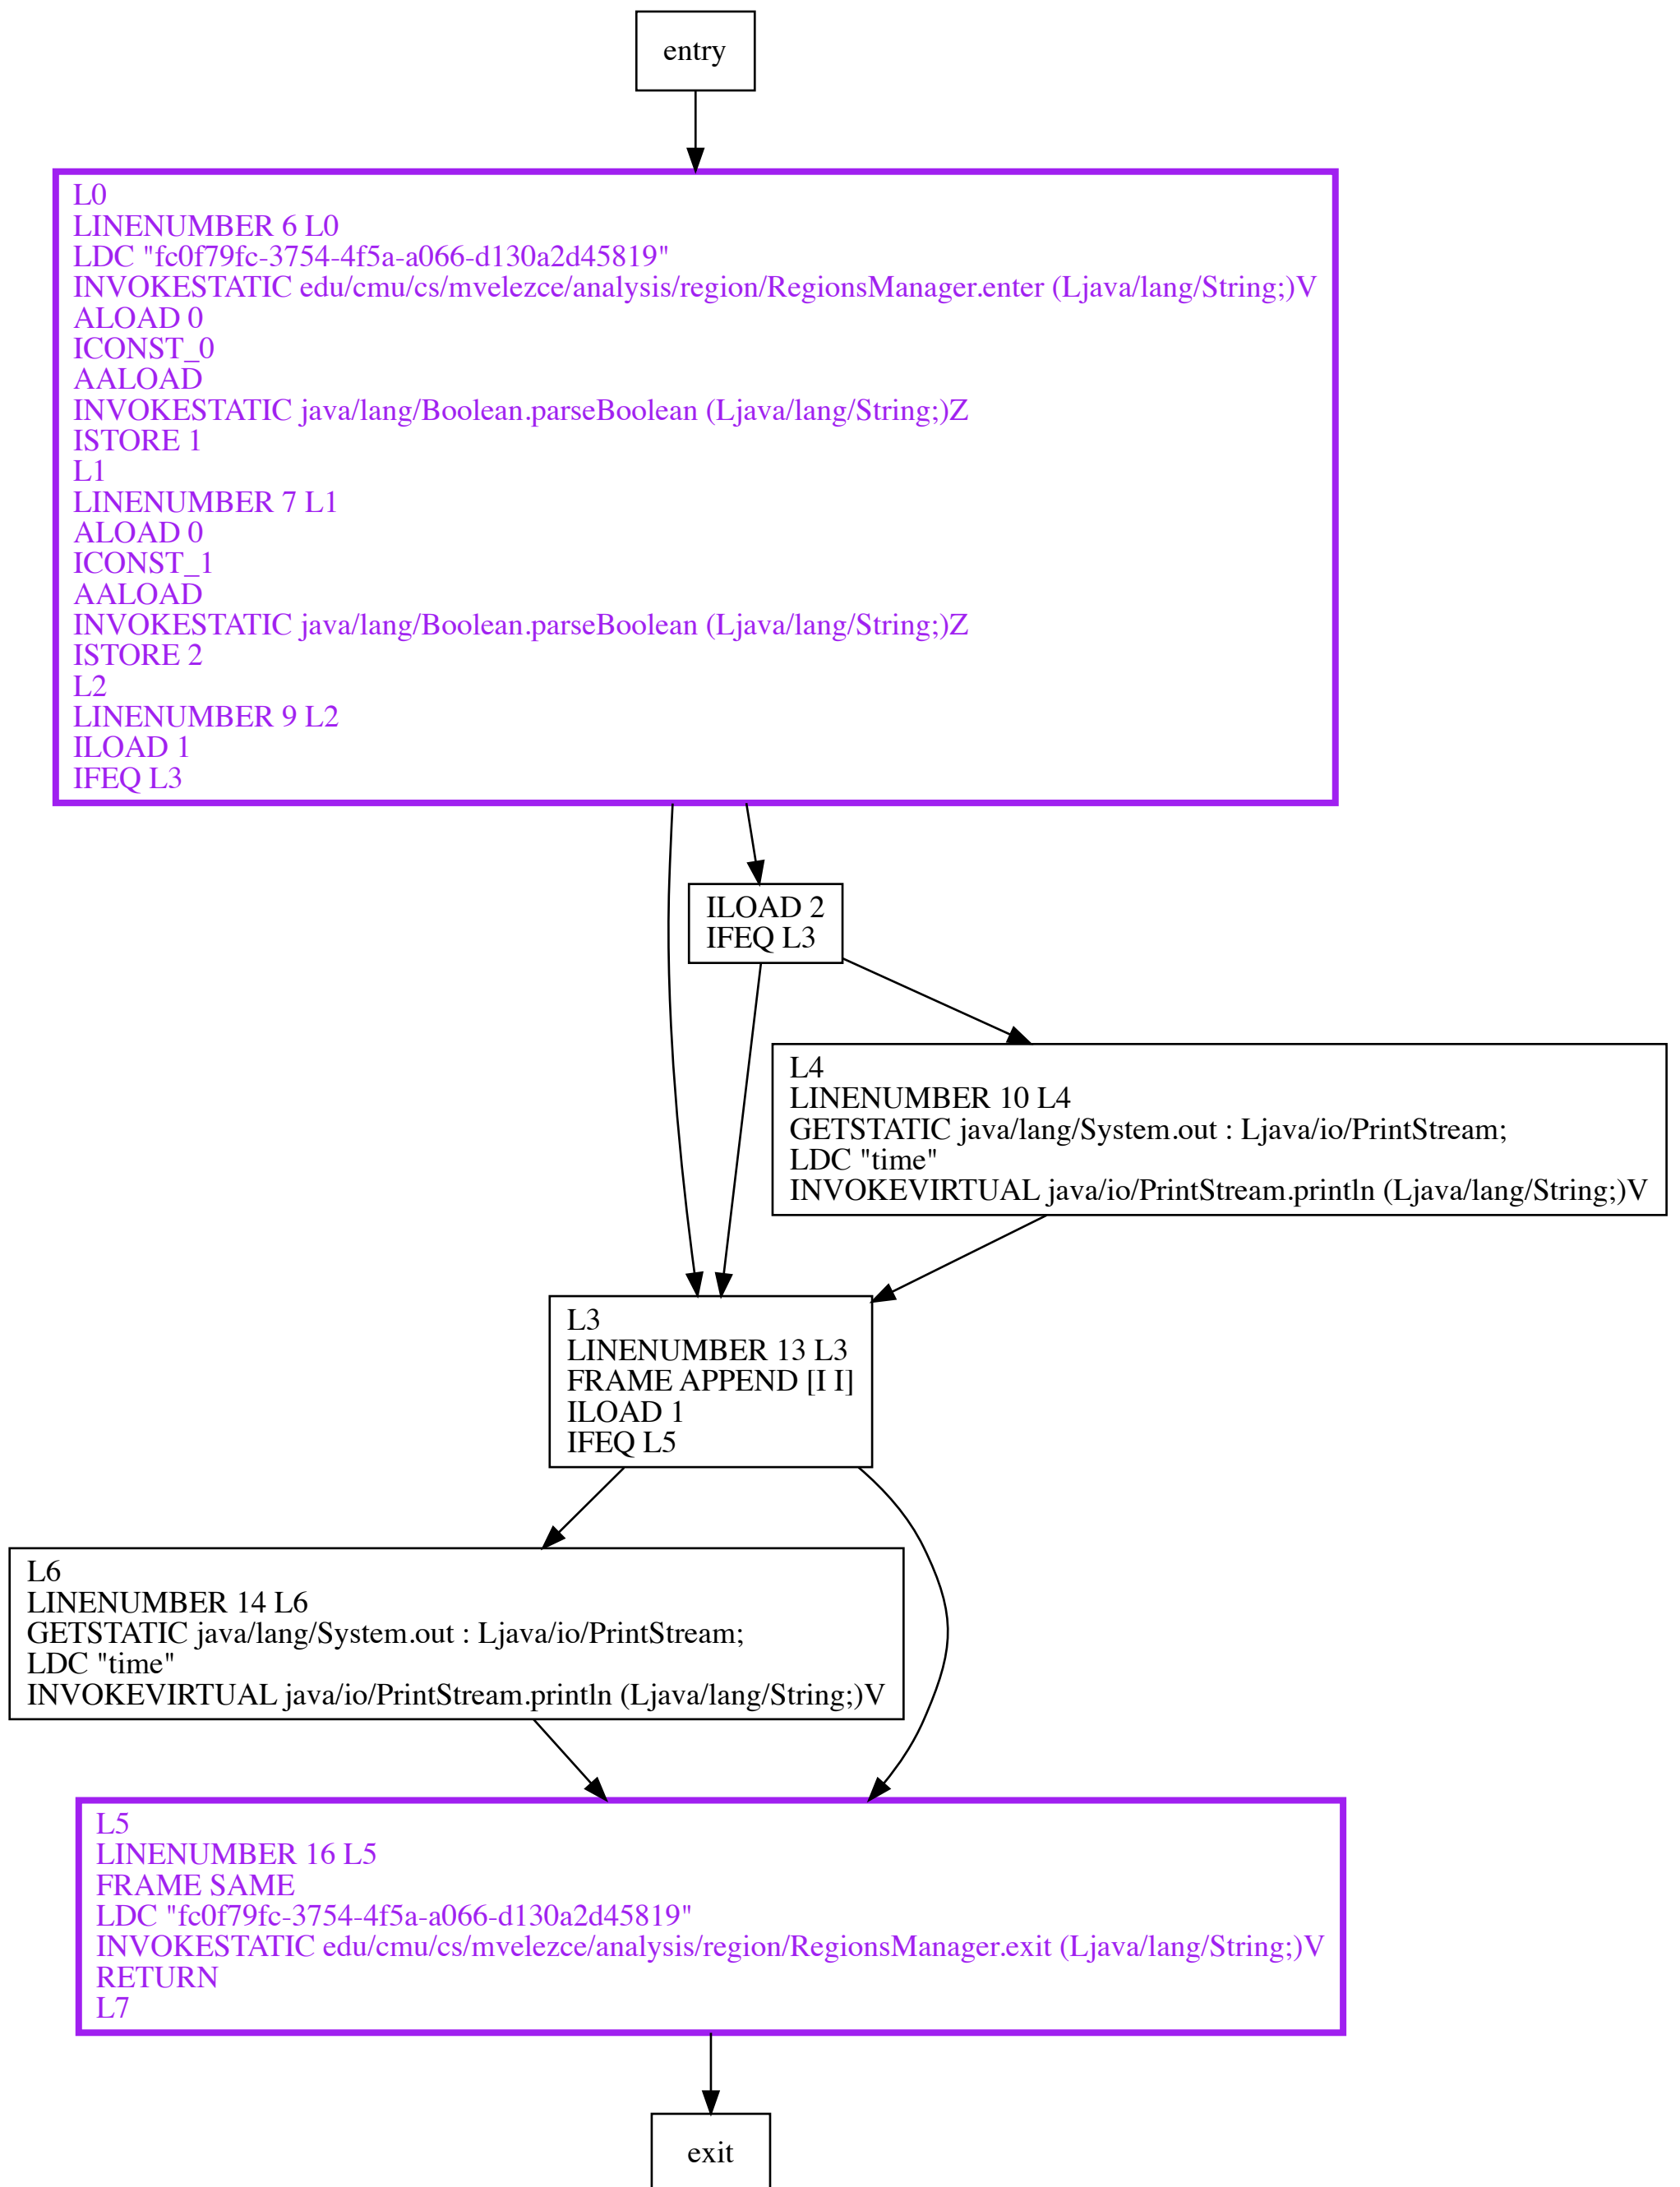 entry
L0
LINENUMBER 6 L0
LDC "fc0f79fc-3754-4f5a-a066-d130a2d45819"
INVOKESTATIC edu/cmu/cs/mvelezce/analysis/region/RegionsManager.enter (Ljava/lang/String;)V
ALOAD 0
ICONST_0
AALOAD
INVOKESTATIC java/lang/Boolean.parseBoolean (Ljava/lang/String;)Z
ISTORE 1
L1
LINENUMBER 7 L1
ALOAD 0
ICONST_1
AALOAD
INVOKESTATIC java/lang/Boolean.parseBoolean (Ljava/lang/String;)Z
ISTORE 2
L2
LINENUMBER 9 L2
ILOAD 1
IFEQ L3
ILOAD 2
IFEQ L3
L4
LINENUMBER 10 L4
GETSTATIC java/lang/System.out : Ljava/io/PrintStream;
LDC "time"
INVOKEVIRTUAL java/io/PrintStream.println (Ljava/lang/String;)V
L3
LINENUMBER 13 L3
FRAME APPEND [I I]
ILOAD 1
IFEQ L5
L6
LINENUMBER 14 L6
GETSTATIC java/lang/System.out : Ljava/io/PrintStream;
LDC "time"
INVOKEVIRTUAL java/io/PrintStream.println (Ljava/lang/String;)V
L5
LINENUMBER 16 L5
FRAME SAME
LDC "fc0f79fc-3754-4f5a-a066-d130a2d45819"
INVOKESTATIC edu/cmu/cs/mvelezce/analysis/region/RegionsManager.exit (Ljava/lang/String;)V
RETURN
L7
exit